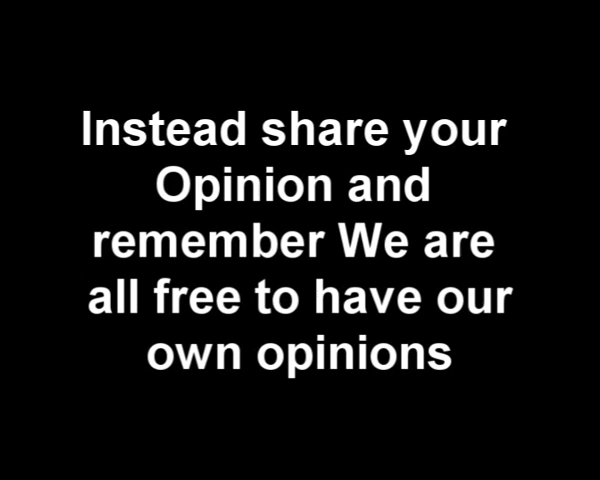 Instead share your
Opinion and
remember We are
all free to have our
own opinions